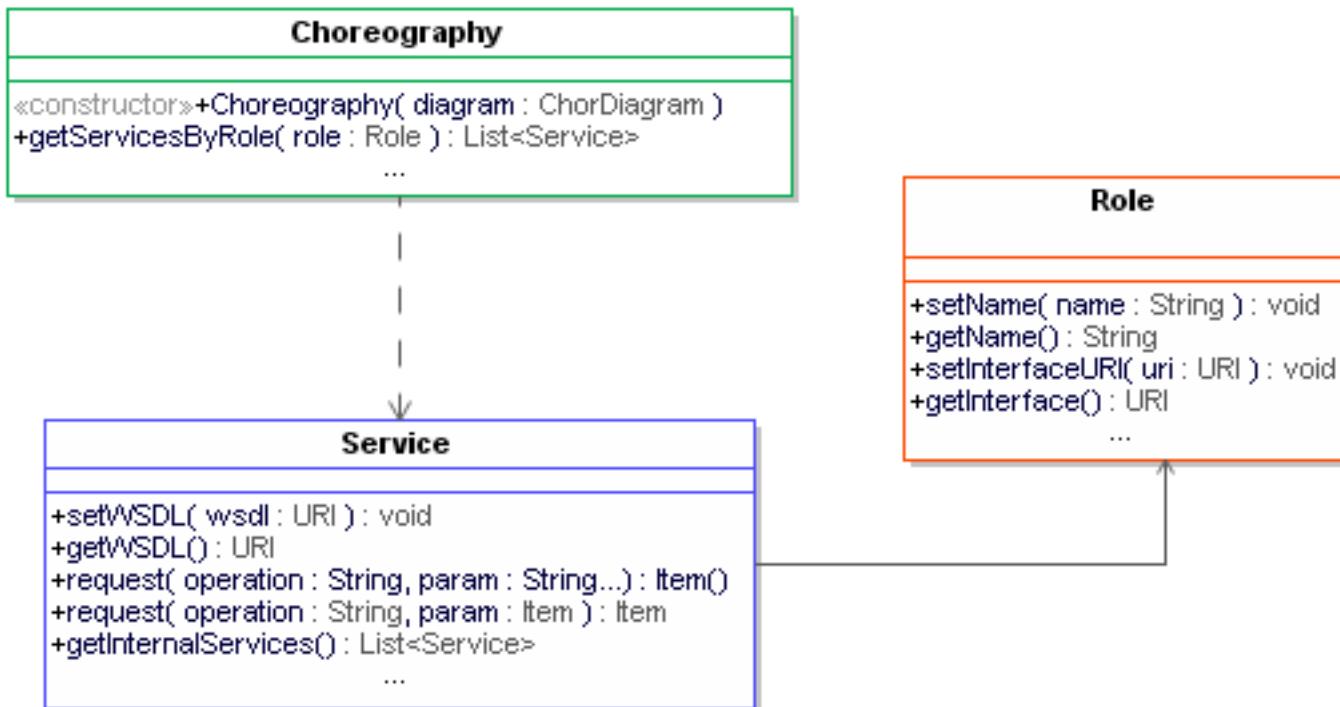 Choreography
«constructor»+Choreography( diagram : ChorDiagram )
+getServicesByRole( role : Role ) : List<Service>
...
Role
+setName( name : String ) : void
+getName() : String
+setInterfaceURI( uri : URI ) : void
+getInterface() : URI
...
Service
+setWSDL( wsdl : URI ) : void
+getWSDL() : URI
+request( operation : String, param : String...) : Item()
+request( operation : String, param : Item ) : Item
+getInternalServices() : List<Service>
...